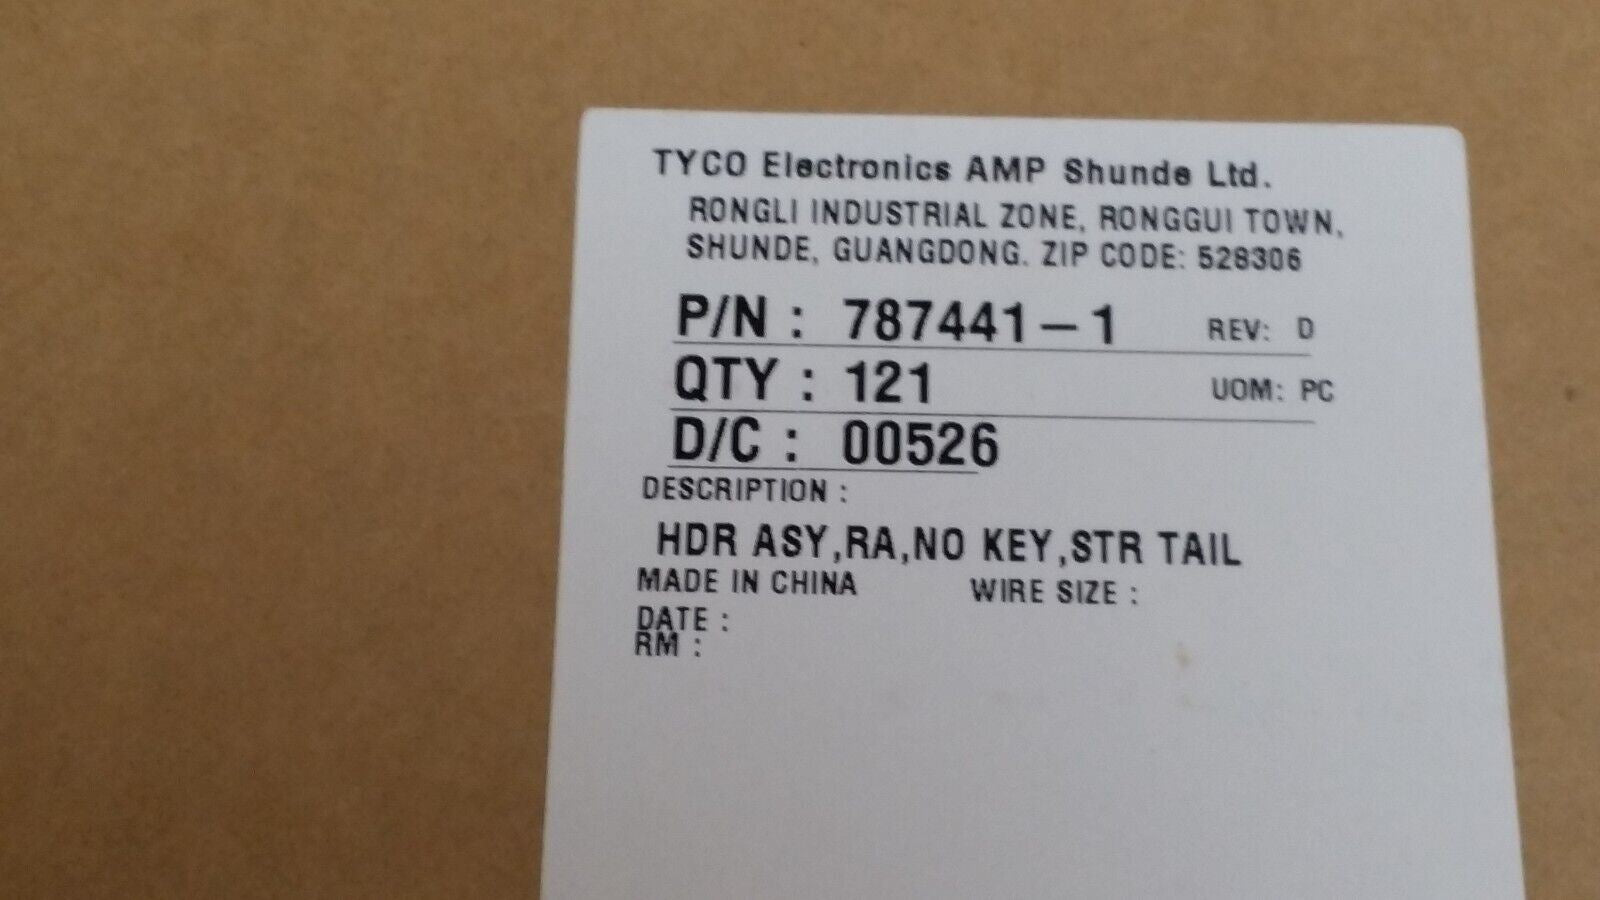 TYCO Electronics AMP Shunde Ltd.
RONGLI INDUSTRIAL ZONE, RONGGUI TOWN,
SHUNDE, GUANGDONG. ZIP CODE: 528306
P/N : 787441-1 REV: D
QTY : 121 UOM: PC
D/C : 00526
DESCRIPTION :
HDR ASY,RA,NO KEY,STR TAIL
MADE IN CHINA WIRE SIZE :
DATE :
RM :